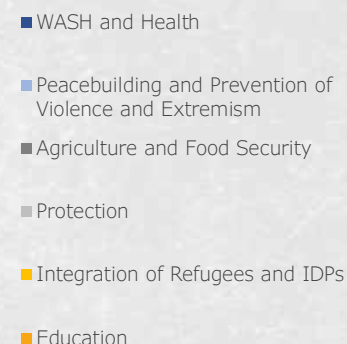 WASH and Health
Peacebuilding and Prevention of
Violence and Extremism
Agriculture and Food Security
Protection
Integration of Refugees and IDPs
Education